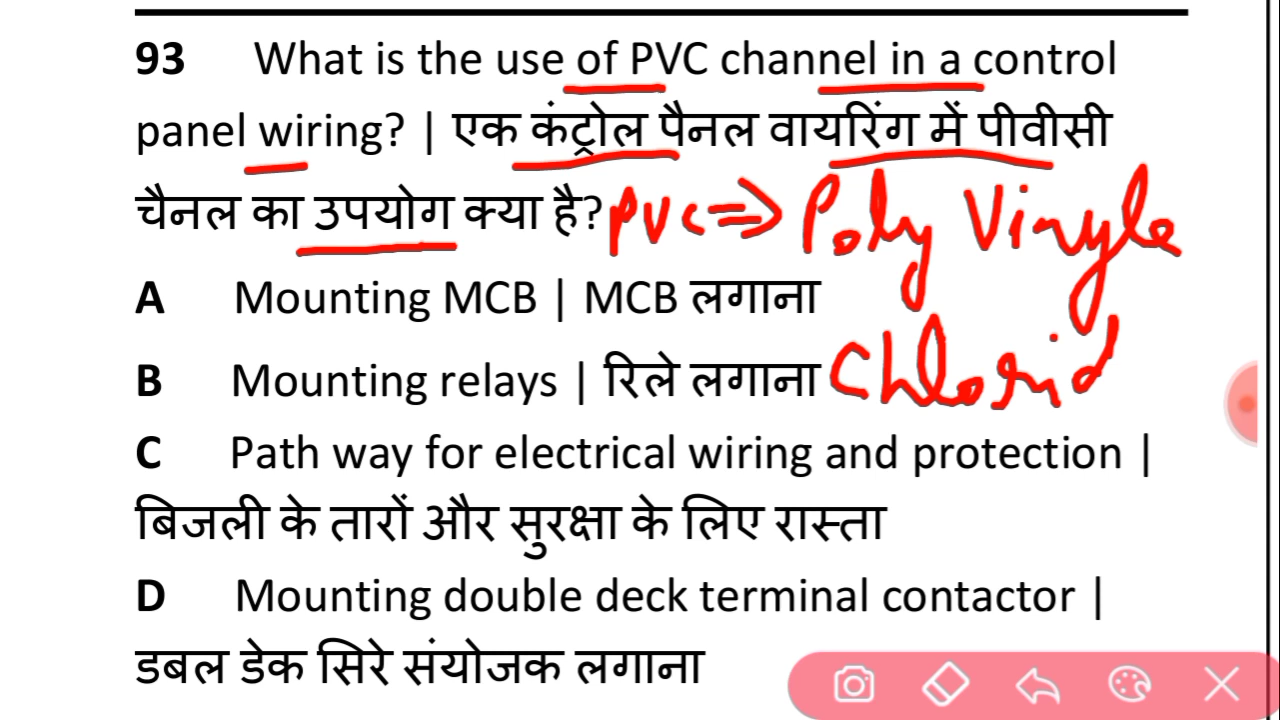 93 What is the use of PVC channel in a control
panel wiring? | एक कंट्रोल पैनल वायरिंग में पीवीसी
चैनल का उपयोग क्या है? PVC => Poly Vinyle
A Mounting MCB | MCB लगाना
B Mounting relays | रिले लगाना Chlorid
C Path way for electrical wiring and protection |
बिजली के तारों और सुरक्षा के लिए रास्ता
D Mounting double deck terminal contactor |
डबल डेक सिरे संयोजक लगाना